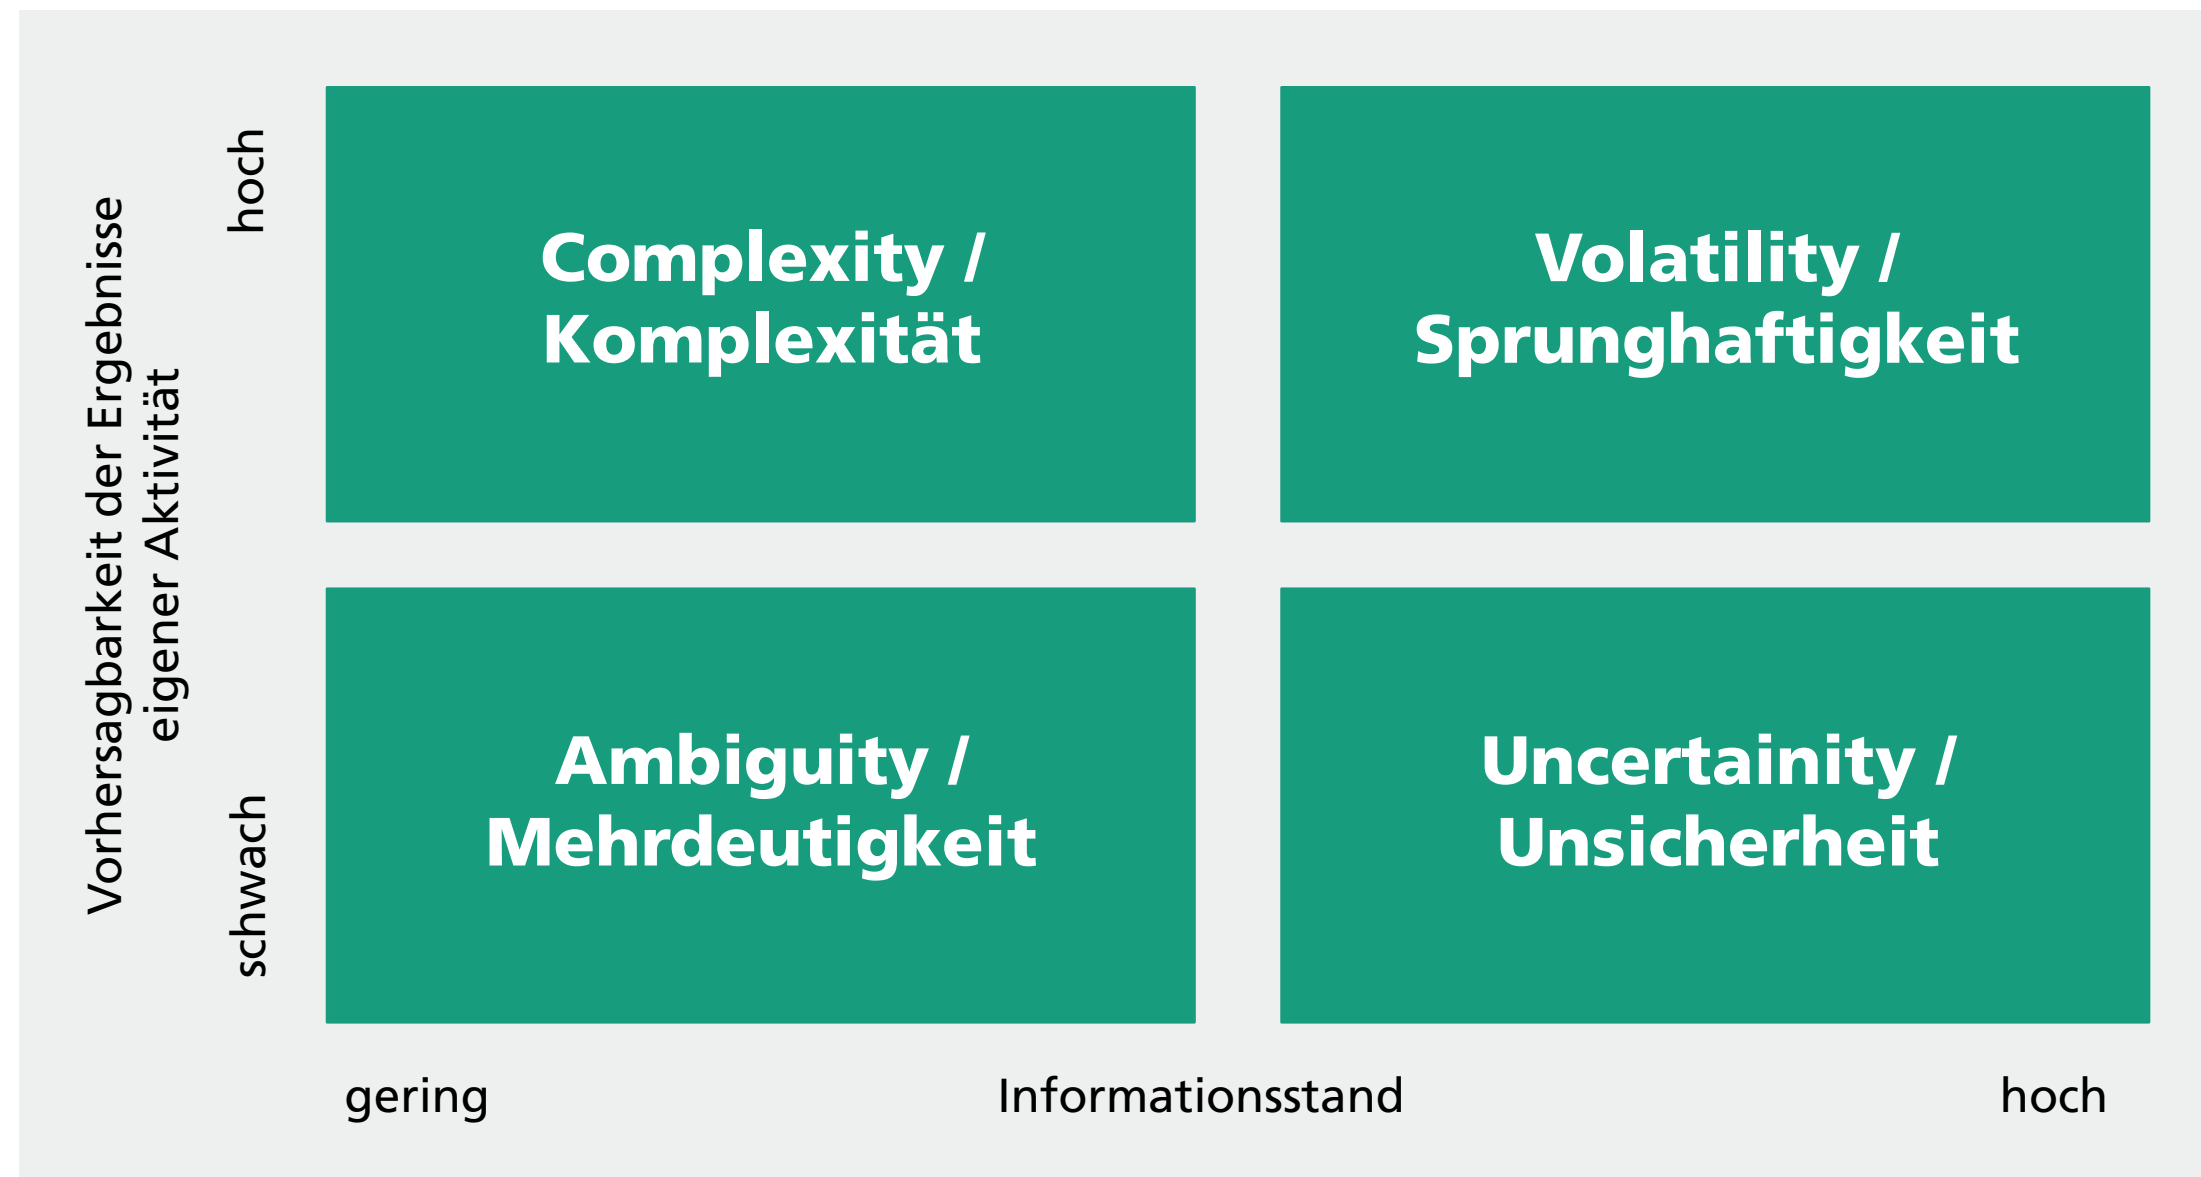 Vorhersagbarkeit der Ergebnisse
eigener Aktivität
hoch
schwach
Complexity /
Komplexität
Volatility /
Sprunghaftigkeit
Ambiguity /
Mehrdeutigkeit
Uncertainity /
Unsicherheit
gering
Informationsstand
hoch